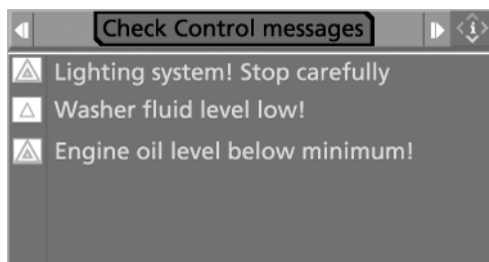 Check Control messages
Lighting system! Stop carefully
Washer fluid level low!
Engine oil level below minimum!